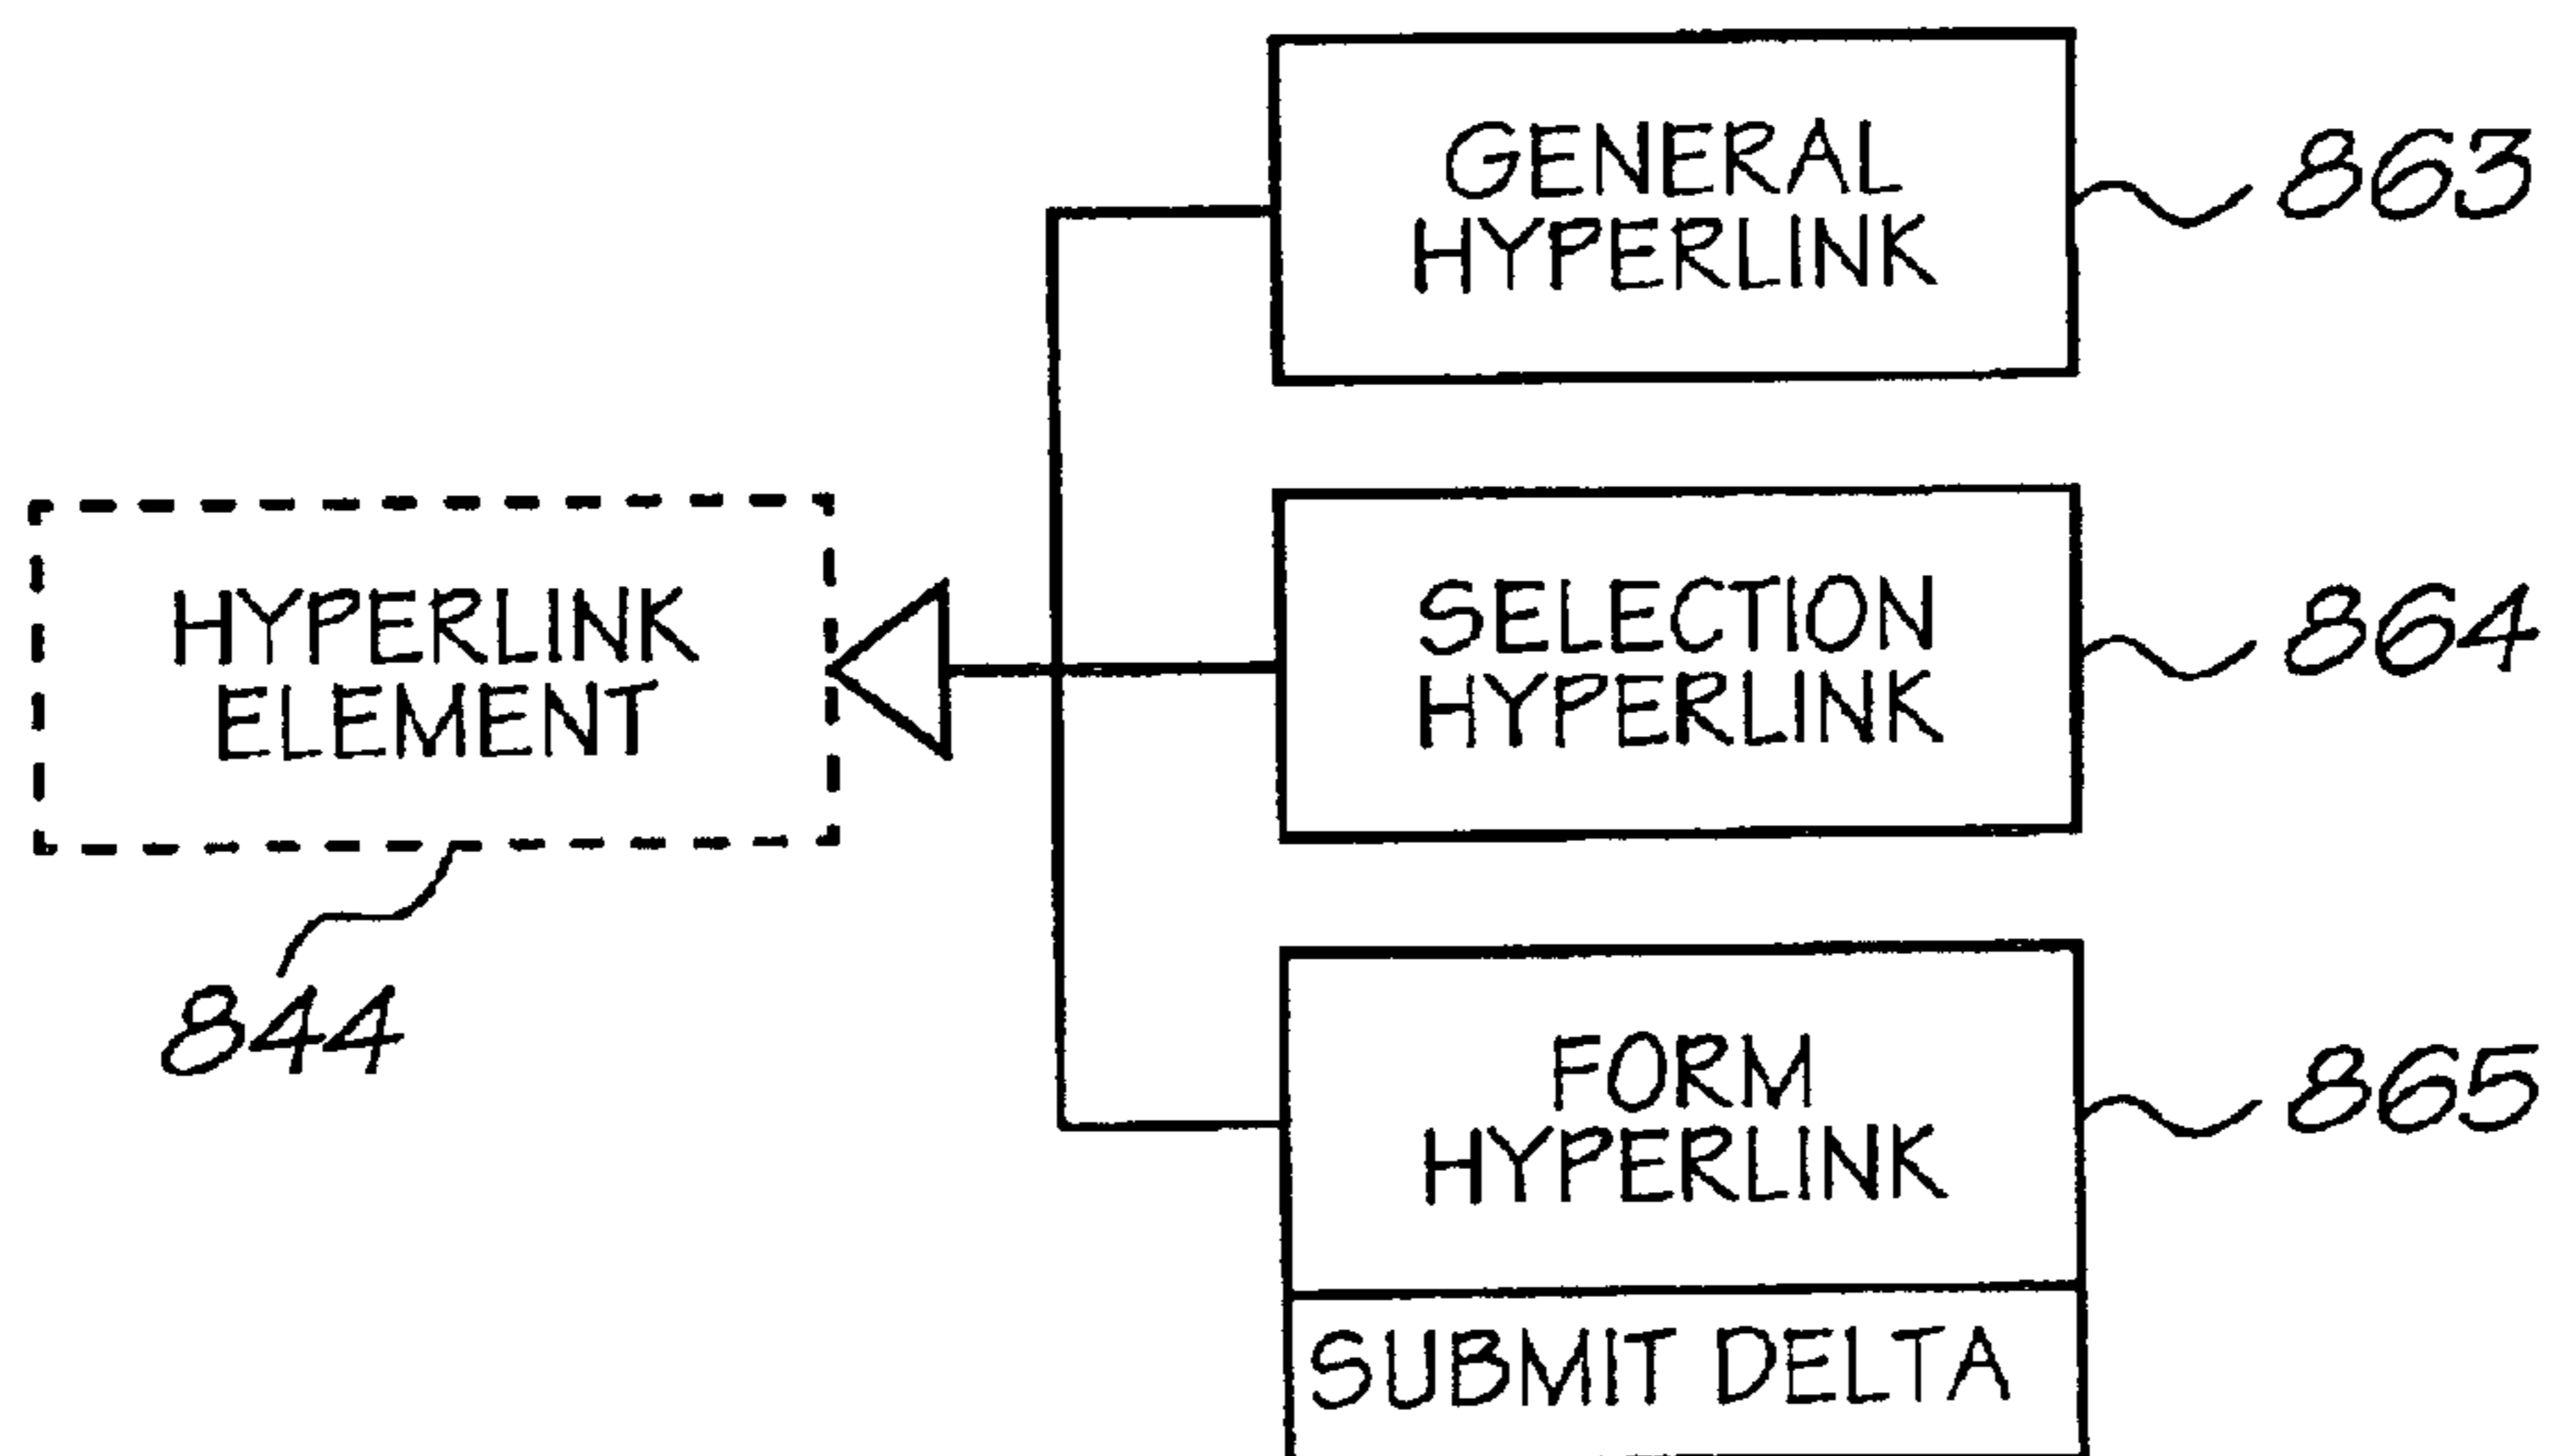 GENERAL
HYPERLINK
863
HYPERLINK
ELEMENT
844
SELECTION
HYPERLINK
864
FORM
HYPERLINK
865
SUBMIT DELTA